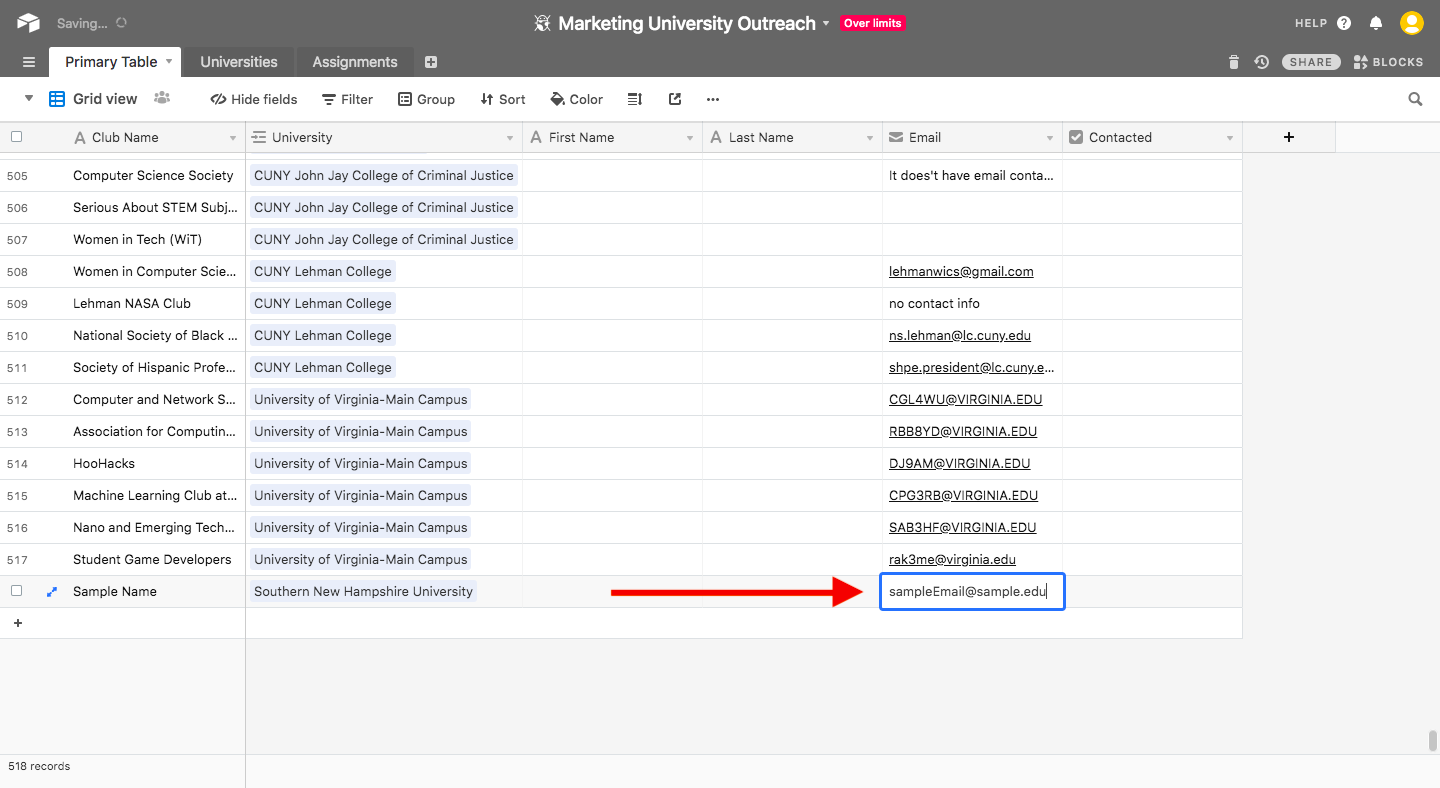 Saving...
Marketing University Outreach Over limits
HELP
Primary Table Universities Assignments
SHARE BLOCKS
Grid view Hide fields Filter Group Sort Color
Club Name University First Name Last Name Email Contacted
505 Computer Science Society CUNY John Jay College of Criminal Justice It does't have email conta...
506 Serious About STEM Subj... CUNY John Jay College of Criminal Justice
507 Women in Tech (WiT) CUNY John Jay College of Criminal Justice
508 Women in Computer Scie... CUNY Lehman College lehmanwics@gmail.com
509 Lehman NASA Club CUNY Lehman College no contact info
510 National Society of Black ... CUNY Lehman College ns.lehman@lc.cuny.edu
511 Society of Hispanic Profe... CUNY Lehman College shpe.president@lc.cuny.e...
512 Computer and Network S... University of Virginia-Main Campus CGL4WU@VIRGINIA.EDU
513 Association for Computin... University of Virginia-Main Campus RBB8YD@VIRGINIA.EDU
514 HooHacks University of Virginia-Main Campus DJ9AM@VIRGINIA.EDU
515 Machine Learning Club at... University of Virginia-Main Campus CPG3RB@VIRGINIA.EDU
516 Nano and Emerging Tech... University of Virginia-Main Campus SAB3HF@VIRGINIA.EDU
517 Student Game Developers University of Virginia-Main Campus rak3me@virginia.edu
Sample Name Southern New Hampshire University sampleEmail@sample.edu
518 records